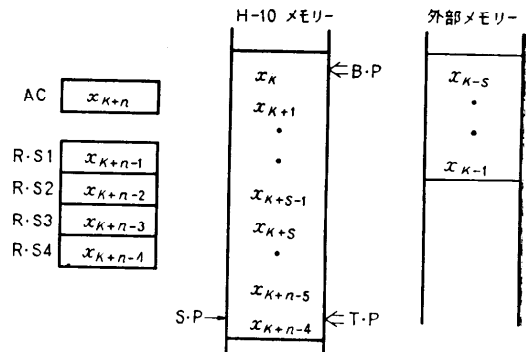 H-10 メモリー
外部メモリー
AC
x_{K+n}
R·S1
x_{K+n-1}
R·S2
x_{K+n-2}
R·S3
x_{K+n-3}
R·S4
x_{K+n-4}
x_K
B·P
x_{K+1}
x_{K+S-1}
x_{K+S}
x_{K+n-5}
S·P
x_{K+n-4}
T·P
x_{K-S}
x_{K-1}